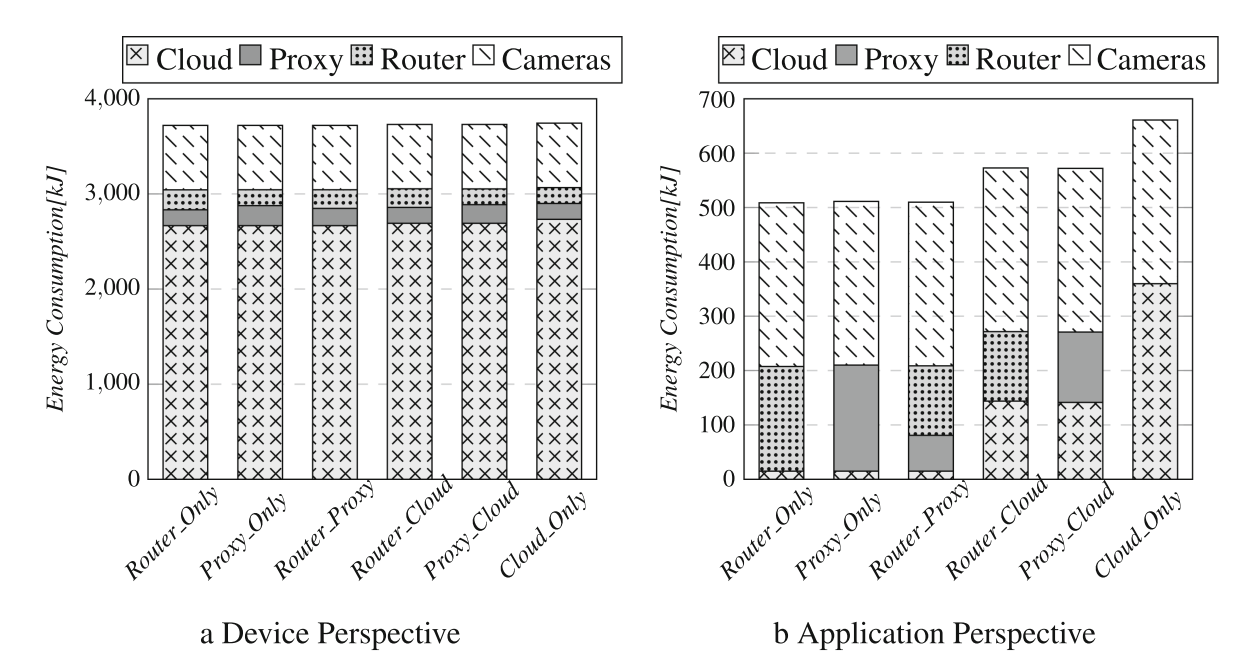 Cloud Proxy Router Cameras
4,000
3,000
2,000
1,000
0
Energy Consumption[kJ]
Router_Only
Proxy_Only
Router_Proxy
Router_Cloud
Proxy_Cloud
Cloud_Only
a Device Perspective
Cloud Proxy Router Cameras
700
600
500
400
300
200
100
0
Energy Consumption[kJ]
Router_Only
Proxy_Only
Router_Proxy
Router_Cloud
Proxy_Cloud
Cloud_Only
b Application Perspective